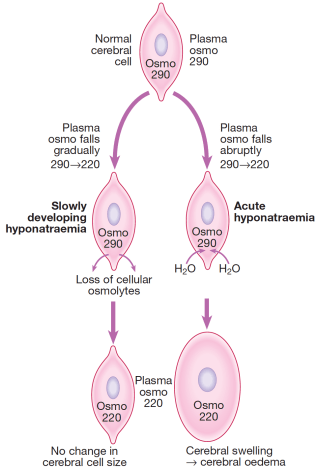 Normal
cerebral
cell
Osmo
290
Plasma
osmo
290
Plasma
osmo falls
gradually
290→220
Plasma
osmo falls
abruptly
290→220
Slowly
developing
hyponatraemia
Osmo
290
Osmo
290
Acute
hyponatraemia
Loss of cellular
osmolytes
H₂O
H₂O
Osmo
220
Plasma
osmo
220
Osmo
220
No change in
cerebral cell size
Cerebral swelling
→ cerebral oedema